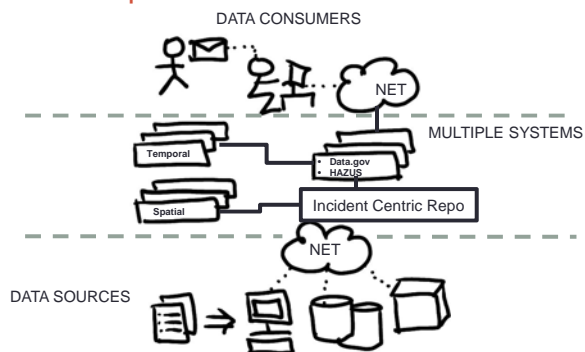 DATA CONSUMERS
NET
MULTIPLE SYSTEMS
Temporal
• Data.gov
• HAZUS
Spatial
Incident Centric Repo
NET
DATA SOURCES